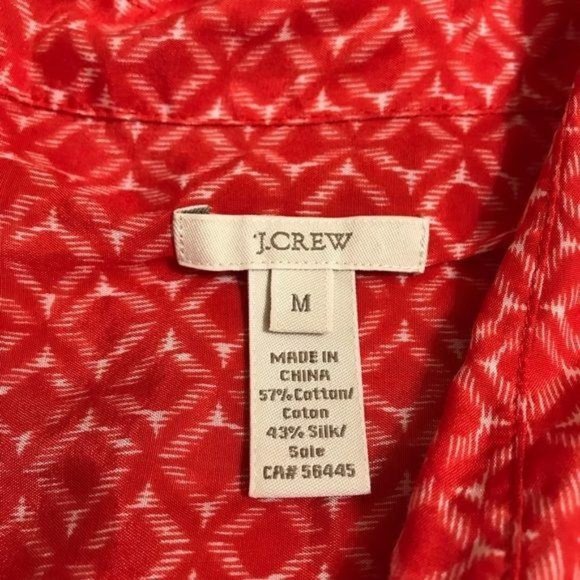 J.CREW
M
MADE IN
CHINA
57% Cotton/
Coton
43% Silk/
Soie
CA# 56445